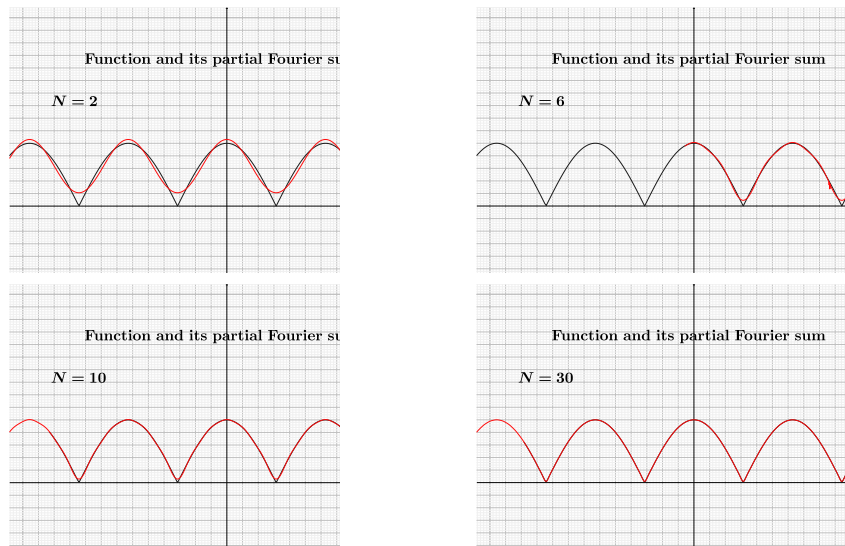 Function and its partial Fourier su
N = 2
Function and its partial Fourier sum
N = 6
Function and its partial Fourier su
N = 10
Function and its partial Fourier sum
N = 30